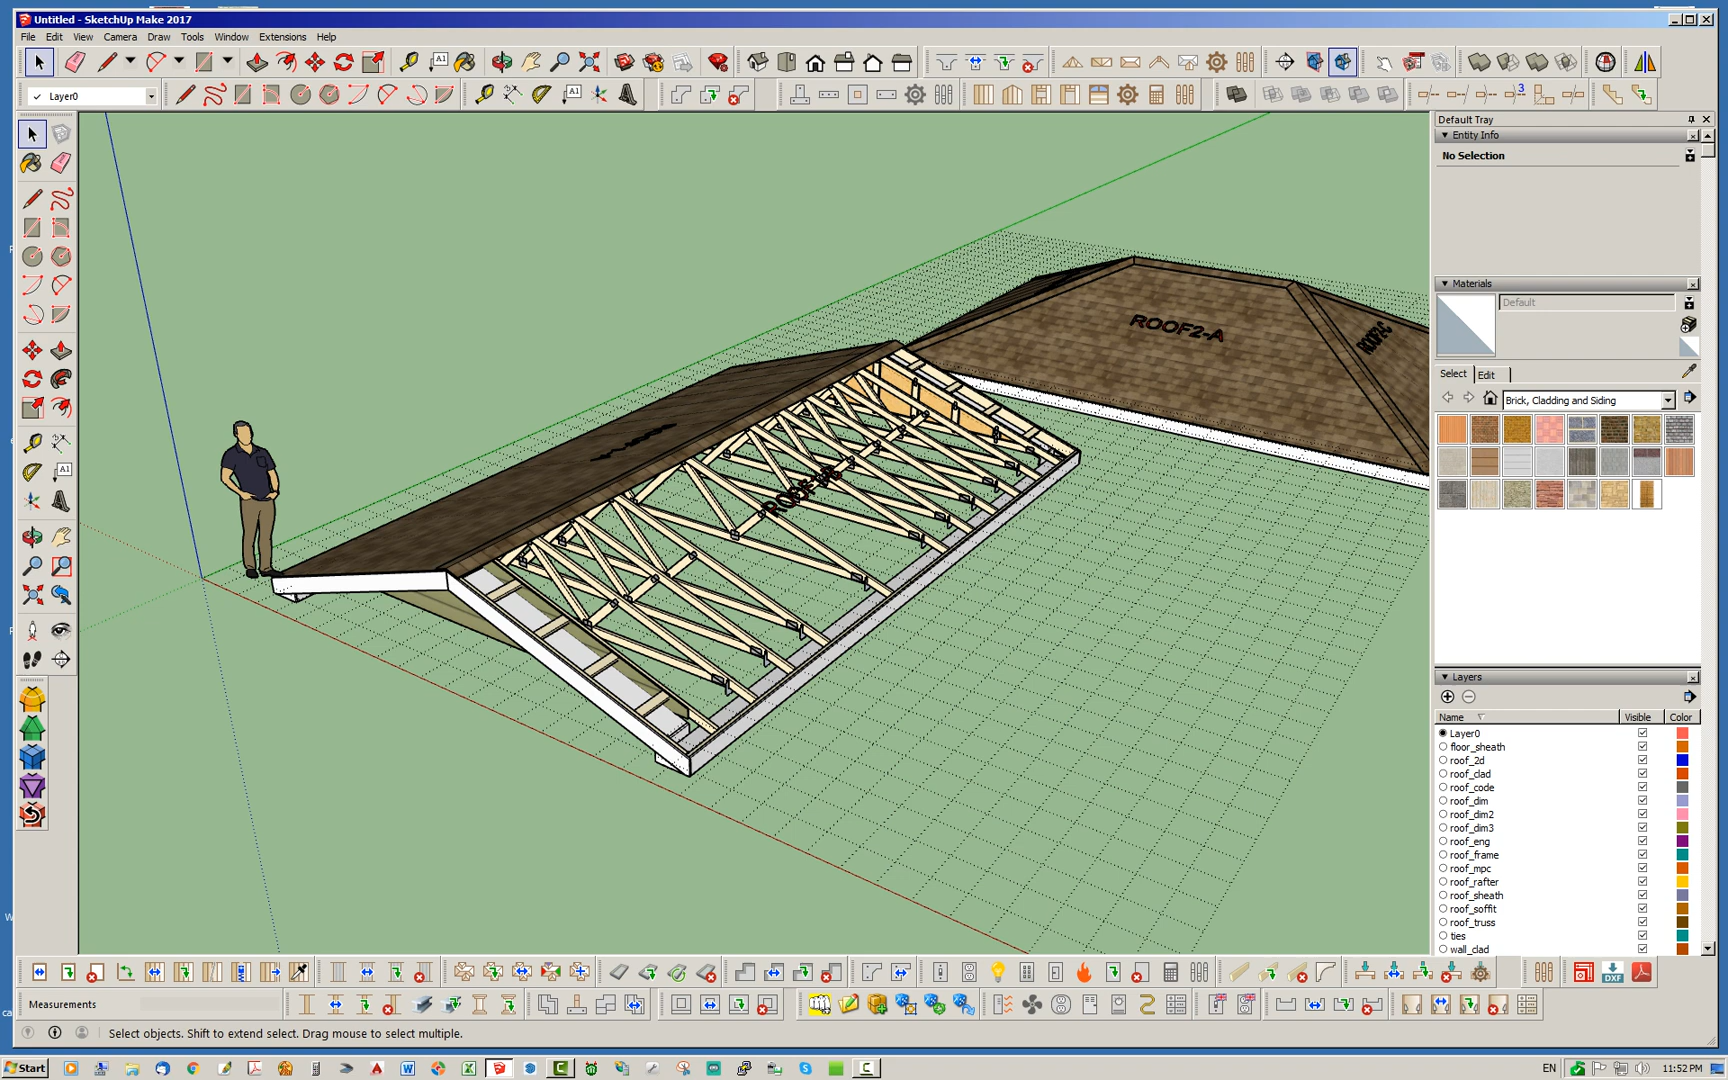 Untitled - SketchUp Make 2017
File Edit View Camera Draw Tools Window Extensions Help
Layer0
Default Tray
Entity Info
No Selection
Materials
Default
Select Edit
Brick, Cladding and Siding
Layers
Name Visible Color
Layer0
floor_sheath
roof_2d
roof_clad
roof_code
roof_dim
roof_dim2
roof_dim3
roof_eng
roof_frame
roof_mpc
roof_rafter
roof_sheath
roof_soffit
roof_truss
ties
wall_clad
ROOF2-A
ROOF2-C
Measurements
Select objects. Shift to extend select. Drag mouse to select multiple.
Start
EN
11:52 PM